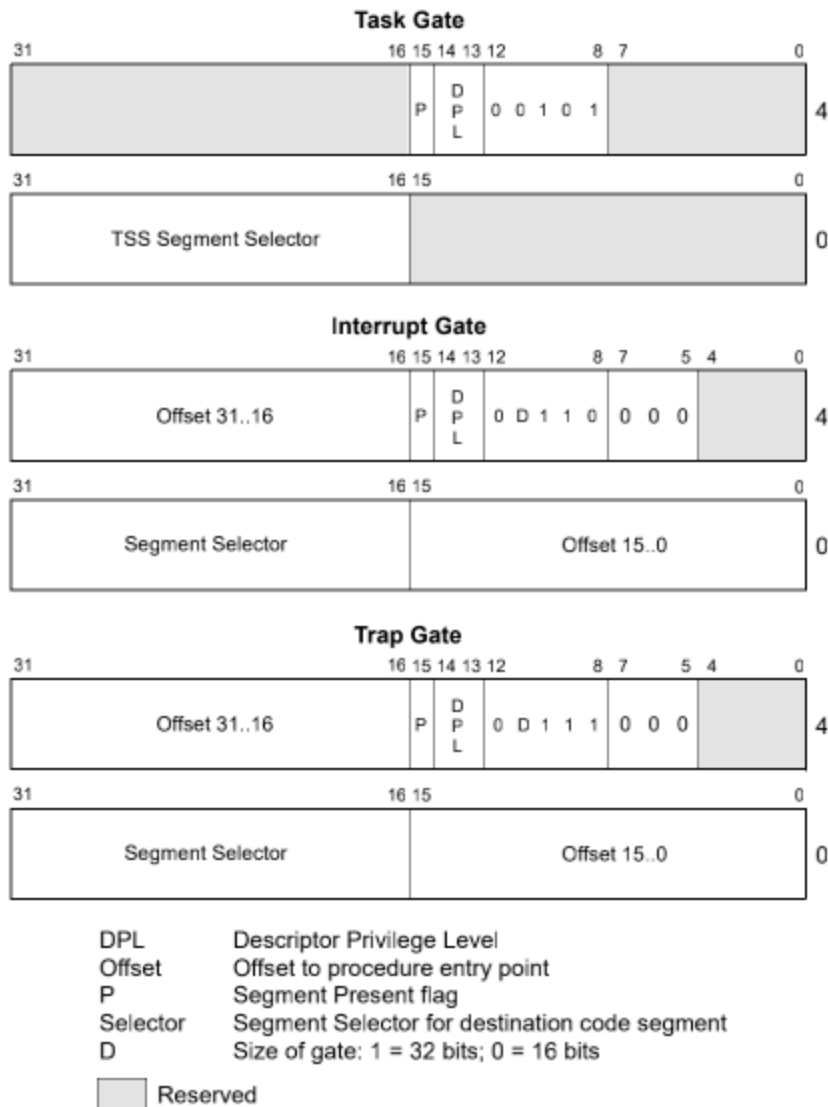 Task Gate
31 16 15 14 13 12 8 7 0
P D P L 0 0 1 0 1 4
31 16 15 0
TSS Segment Selector 0
Interrupt Gate
31 16 15 14 13 12 8 7 5 4 0
Offset 31..16 P D P L 0 D 1 1 0 0 0 0 4
31 16 15 0
Segment Selector Offset 15..0 0
Trap Gate
31 16 15 14 13 12 8 7 5 4 0
Offset 31..16 P D P L 0 D 1 1 1 0 0 0 4
31 16 15 0
Segment Selector Offset 15..0 0
DPL Descriptor Privilege Level
Offset Offset to procedure entry point
P Segment Present flag
Selector Segment Selector for destination code segment
D Size of gate: 1 = 32 bits; 0 = 16 bits
Reserved